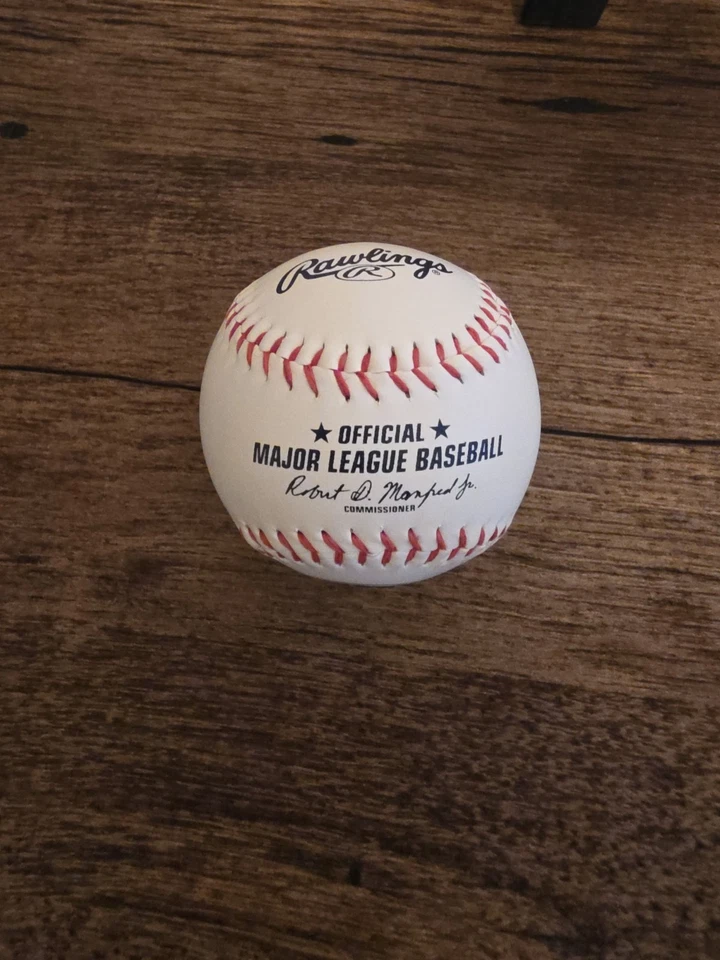 Rawlings®
R
★ OFFICIAL ★
MAJOR LEAGUE BASEBALL
Robert D. Manfred Jr.
COMMISSIONER